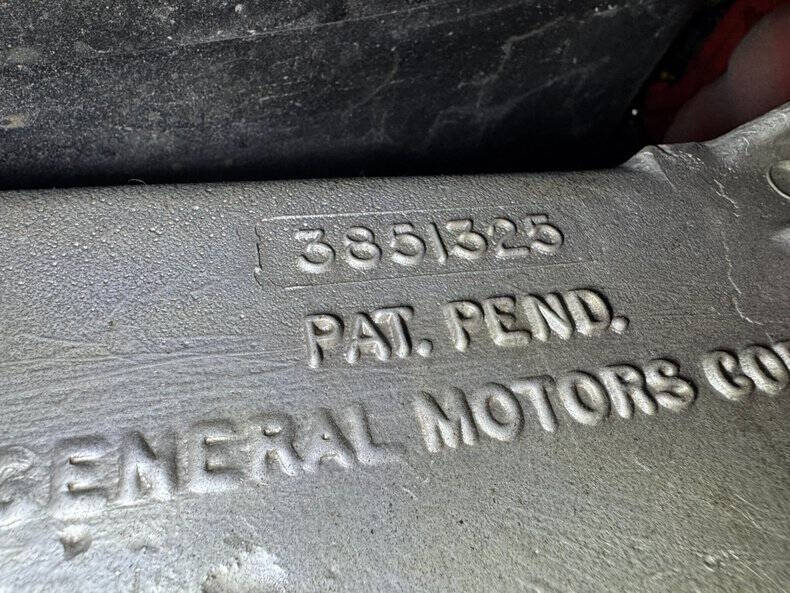 3851325
PAT. PEND.
GENERAL MOTORS